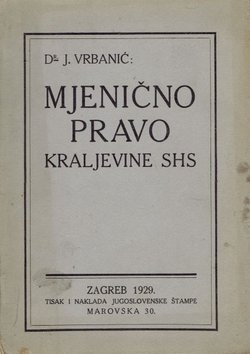 Dr. J. VRBANIĆ:
MJENIČNO
PRAVO
KRALJEVINE SHS
ZAGREB 1929.
TISAK I NAKLADA JUGOSLOVENSKE ŠTAMPE
MAROVSKA 30.